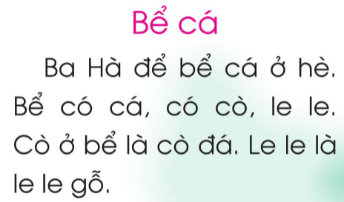 Bể cá
Ba Hà để bể cá ở hè.
Bể có cá, có cò, le le.
Cò ở bể là cò đá. Le le là
le le gỗ.